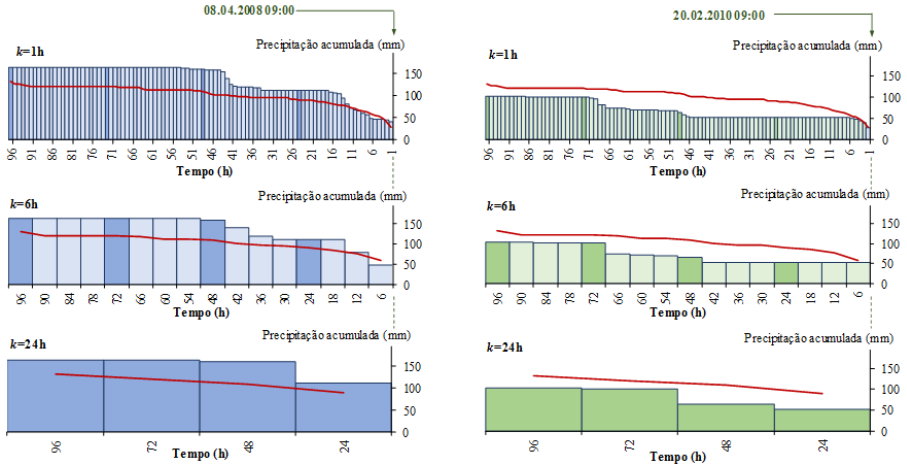 08.04.2008 09:00
k=1h
Precipitação acumulada (mm)
150
100
50
0
96 91 86 81 76 71 66 61 56 51 46 41 36 31 26 21 16 11 6 1
Tempo (h)
k=6h
Precipitação acumulada (mm)
150
100
50
0
96 90 84 78 72 66 60 54 48 42 36 30 24 18 12 6
Tempo (h)
k=24h
Precipitação acumulada (mm)
150
100
50
0
96 72 48 24
Tempo (h)
20.02.2010 09:00
k=1h
Precipitação acumulada (mm)
150
100
50
0
96 91 86 81 76 71 66 61 56 51 46 41 36 31 26 21 16 11 6 1
Tempo (h)
k=6h
Precipitação acumulada (mm)
150
100
50
0
96 90 84 78 72 66 60 54 48 42 36 30 24 18 12 6
Tempo (h)
k=24h
Precipitação acumulada (mm)
150
100
50
0
96 72 48 24
Tempo (h)